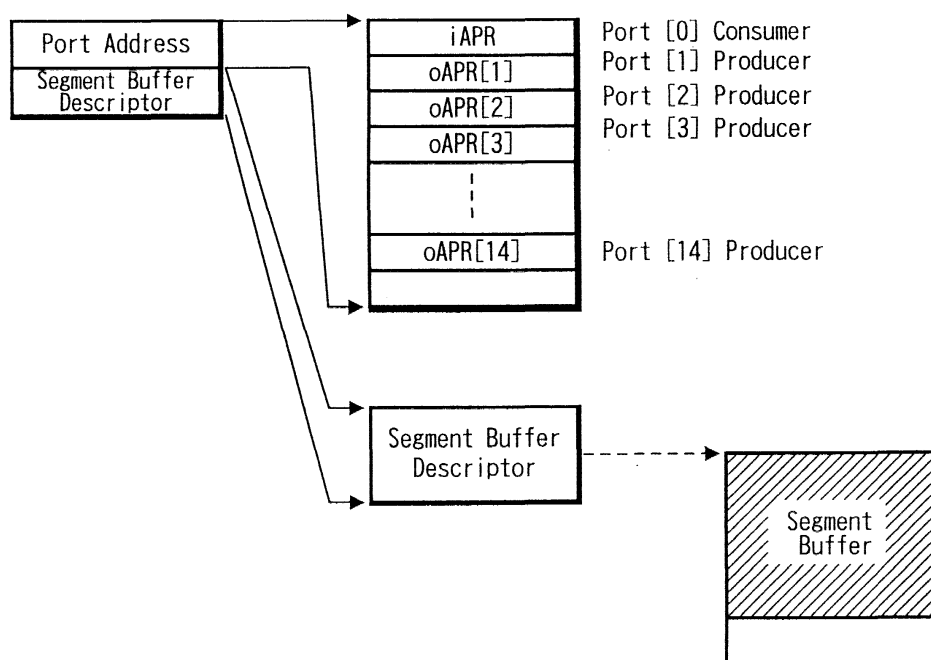 Port Address
Segment Buffer
Descriptor
iAPR
Port [0] Consumer
oAPR[1]
Port [1] Producer
oAPR[2]
Port [2] Producer
oAPR[3]
Port [3] Producer
oAPR[14]
Port [14] Producer
Segment Buffer
Descriptor
Segment
Buffer